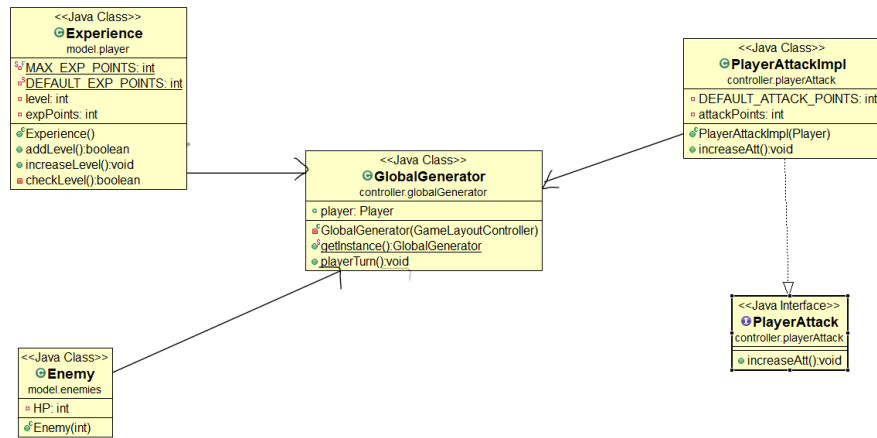 <<Java Class>>
Experience
model.player
MAX_EXP_POINTS: int
DEFAULT_EXP_POINTS: int
level: int
expPoints: int
Experience()
addLevel():boolean
increaseLevel():void
checkLevel():boolean
<<Java Class>>
PlayerAttackImpl
controller.playerAttack
DEFAULT_ATTACK_POINTS: int
attackPoints: int
PlayerAttackImpl(Player)
increaseAtt():void
<<Java Class>>
GlobalGenerator
controller.globalGenerator
player: Player
GlobalGenerator(GameLayoutController)
getInstance():GlobalGenerator
playerTurn():void
<<Java Interface>>
PlayerAttack
controller.playerAttack
increaseAtt():void
<<Java Class>>
Enemy
model.enemies
HP: int
Enemy(int)